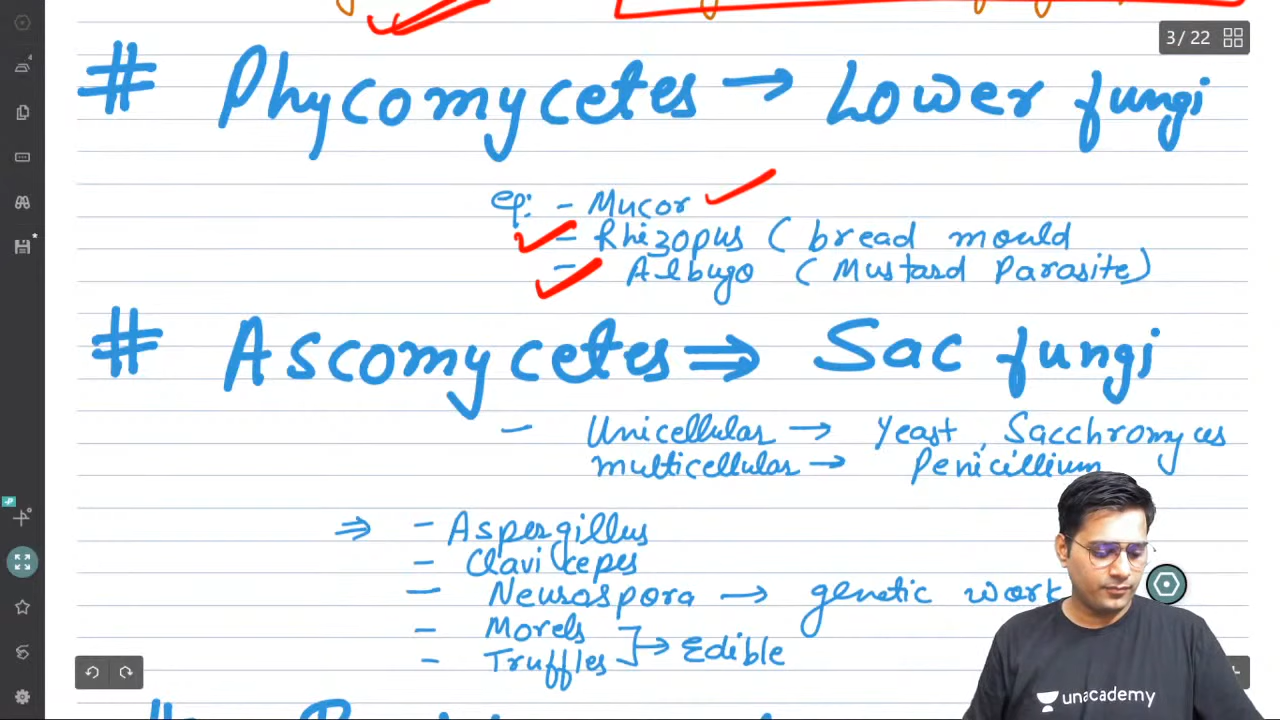 3 / 22
# Phycomycetes → Lower fungi
eg: - Mucor
- Rhizopus ( bread mould
- Albugo ( Mustard Parasite)
# Ascomycetes ⇒ Sac fungi
- Unicellular → Yeast , Sacchromyces
multicellular → Penicillium
⇒ - Aspergillus
- Clavicepes
- Neurospora → genetic work
- Morels
- Truffles → Edible
unacademy